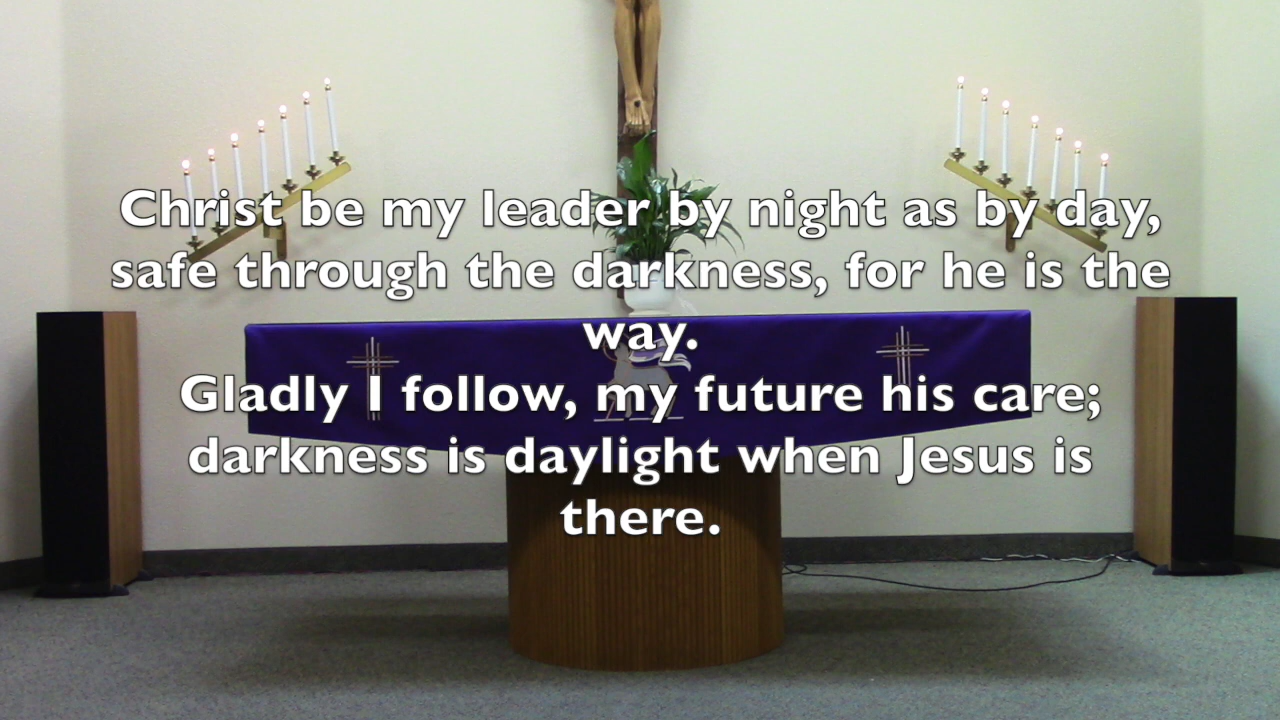 Christ be my leader by night as by day,
safe through the darkness, for he is the
way.
Gladly I follow, my future his care;
darkness is daylight when Jesus is
there.